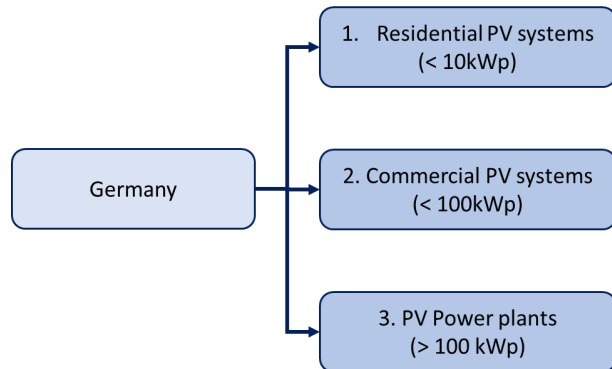 1. Residential PV systems
(< 10kWp)
Germany
2. Commercial PV systems
(< 100kWp)
3. PV Power plants
(> 100 kWp)